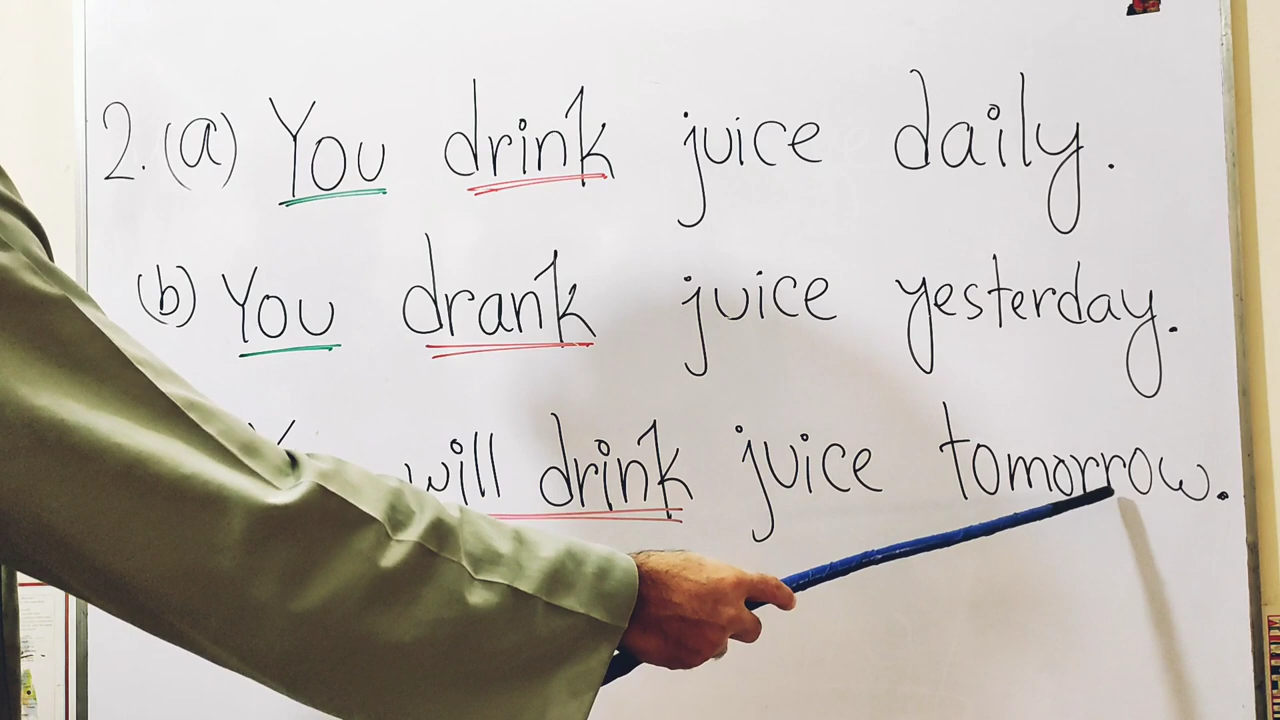 2. (a) You drink juice daily.
(b) You drank juice yesterday.
will drink juice tomorrow.